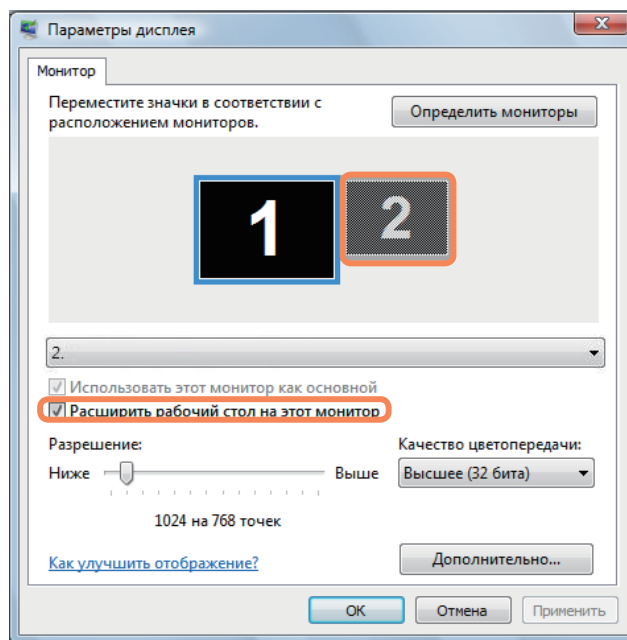 Параметры дисплея
Монитор
Переместите значки в соответствии с
расположением мониторов.
Определить мониторы
1
2
2.
Использовать этот монитор как основной
Расширить рабочий стол на этот монитор
Разрешение:
Качество цветопередачи:
Ниже
Выше
Высшее (32 бита)
1024 на 768 точек
Как улучшить отображение?
Дополнительно...
ОК
Отмена
Применить